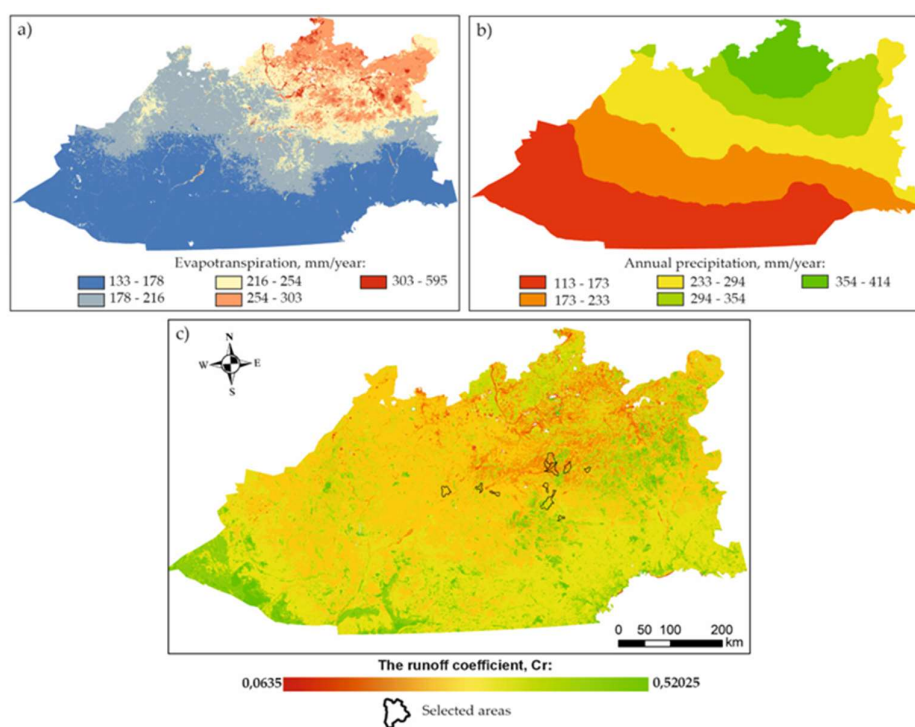 a)
Evapotranspiration, mm/year:
133 - 178
216 - 254
303 - 595
178 - 216
254 - 303
b)
Annual precipitation, mm/year:
113 - 173
233 - 294
354 - 414
173 - 233
294 - 354
c)
N
W E
S
0 50 100 200
km
The runoff coefficient, Cr:
0,0635 0,52025
Selected areas